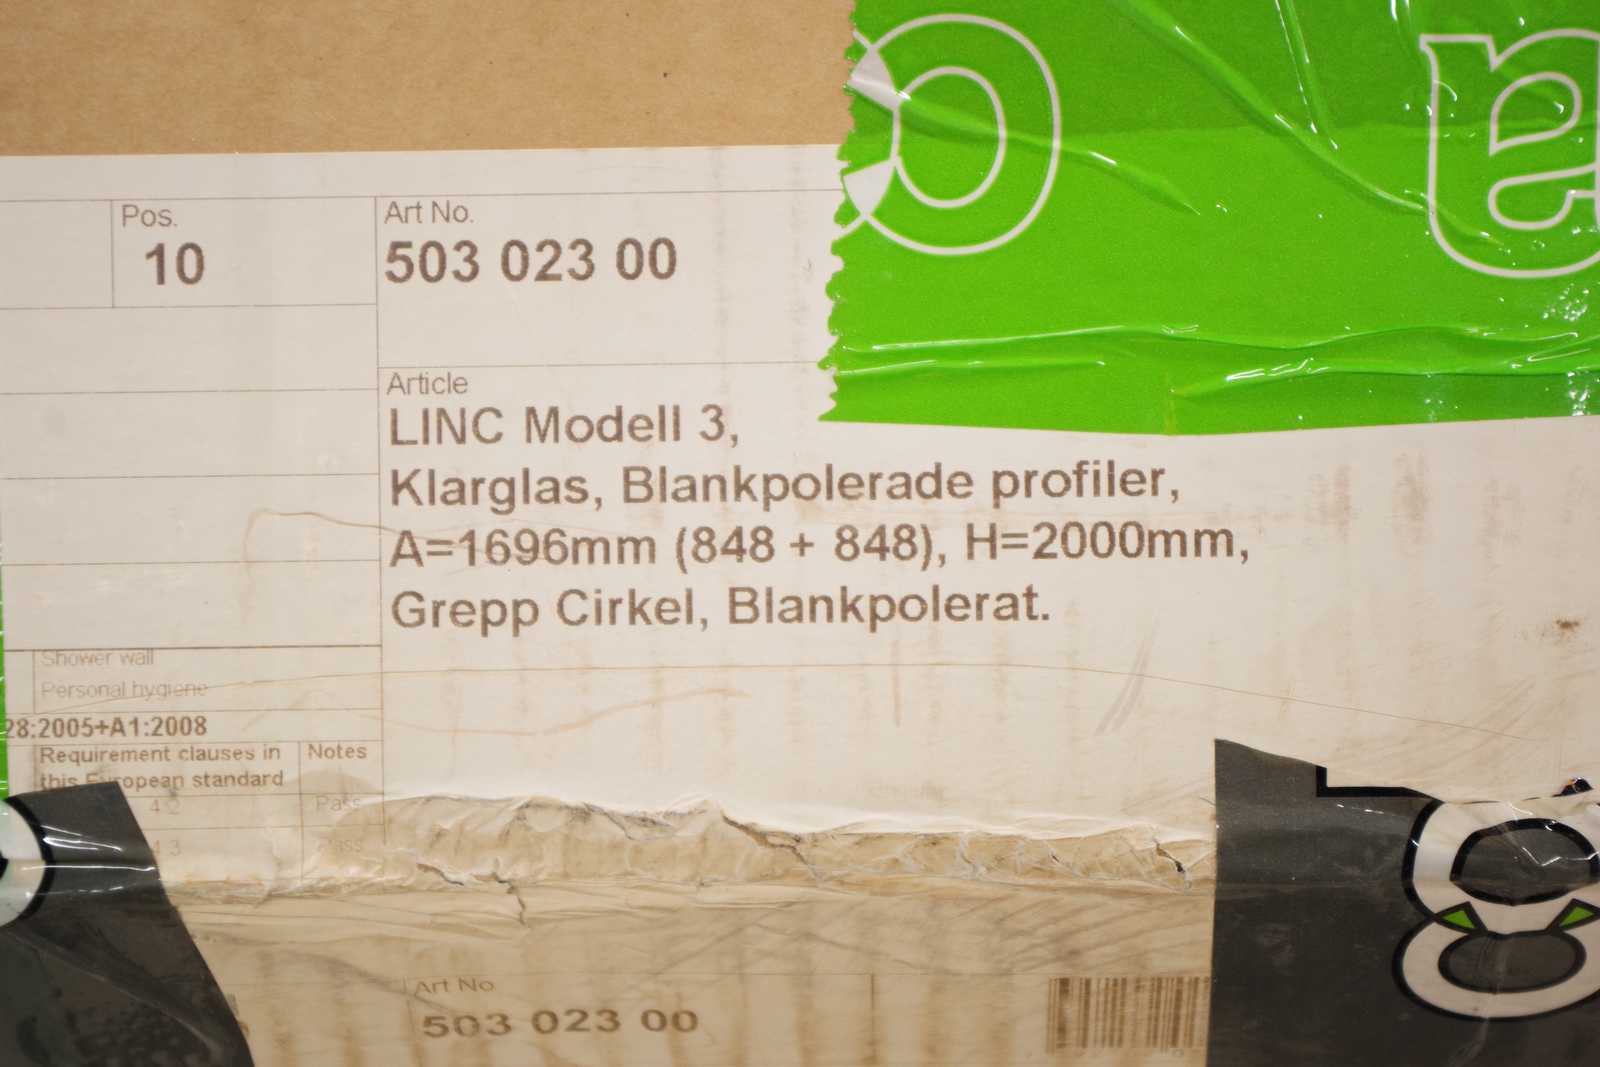 Pos.
10
Art No.
503 023 00
Article
LINC Modell 3,
Klarglas, Blankpolerade profiler,
A=1696mm (848 + 848), H=2000mm,
Grepp Cirkel, Blankpolerat.
Shower wall
Personal hygiene
28:2005+A1:2008
Requirement clauses in
this European standard
Notes
Pass
Art No
503 023 00